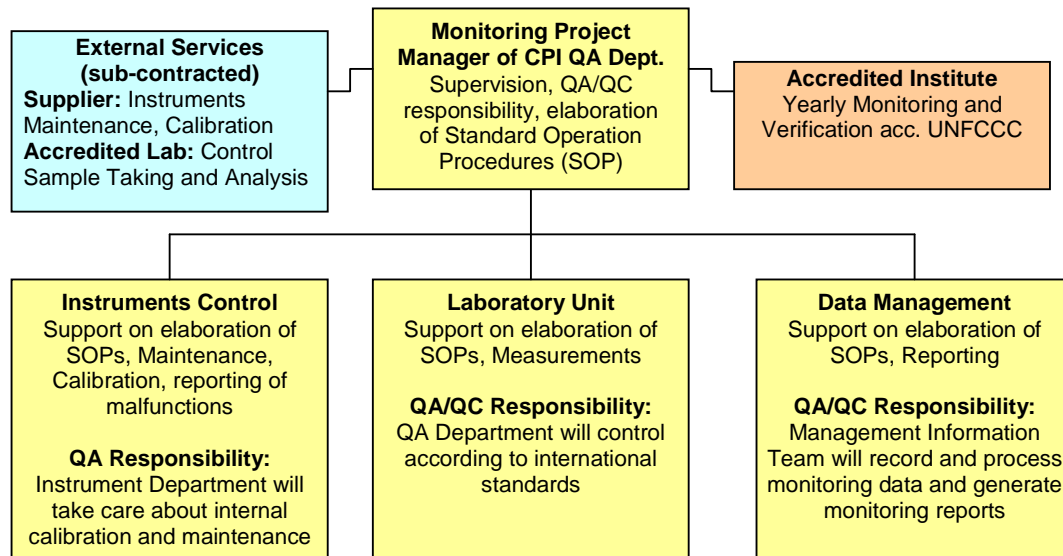 External Services
(sub-contracted)
Supplier: Instruments
Maintenance, Calibration
Accredited Lab: Control
Sample Taking and Analysis
Monitoring Project
Manager of CPI QA Dept.
Supervision, QA/QC
responsibility, elaboration
of Standard Operation
Procedures (SOP)
Accredited Institute
Yearly Monitoring and
Verification acc. UNFCCC
Instruments Control
Support on elaboration of
SOPs, Maintenance,
Calibration, reporting of
malfunctions
QA Responsibility:
Instrument Department will
take care about internal
calibration and maintenance
Laboratory Unit
Support on elaboration of
SOPs, Measurements
QA/QC Responsibility:
QA Department will control
according to international
standards
Data Management
Support on elaboration of
SOPs, Reporting
QA/QC Responsibility:
Management Information
Team will record and process
monitoring data and generate
monitoring reports